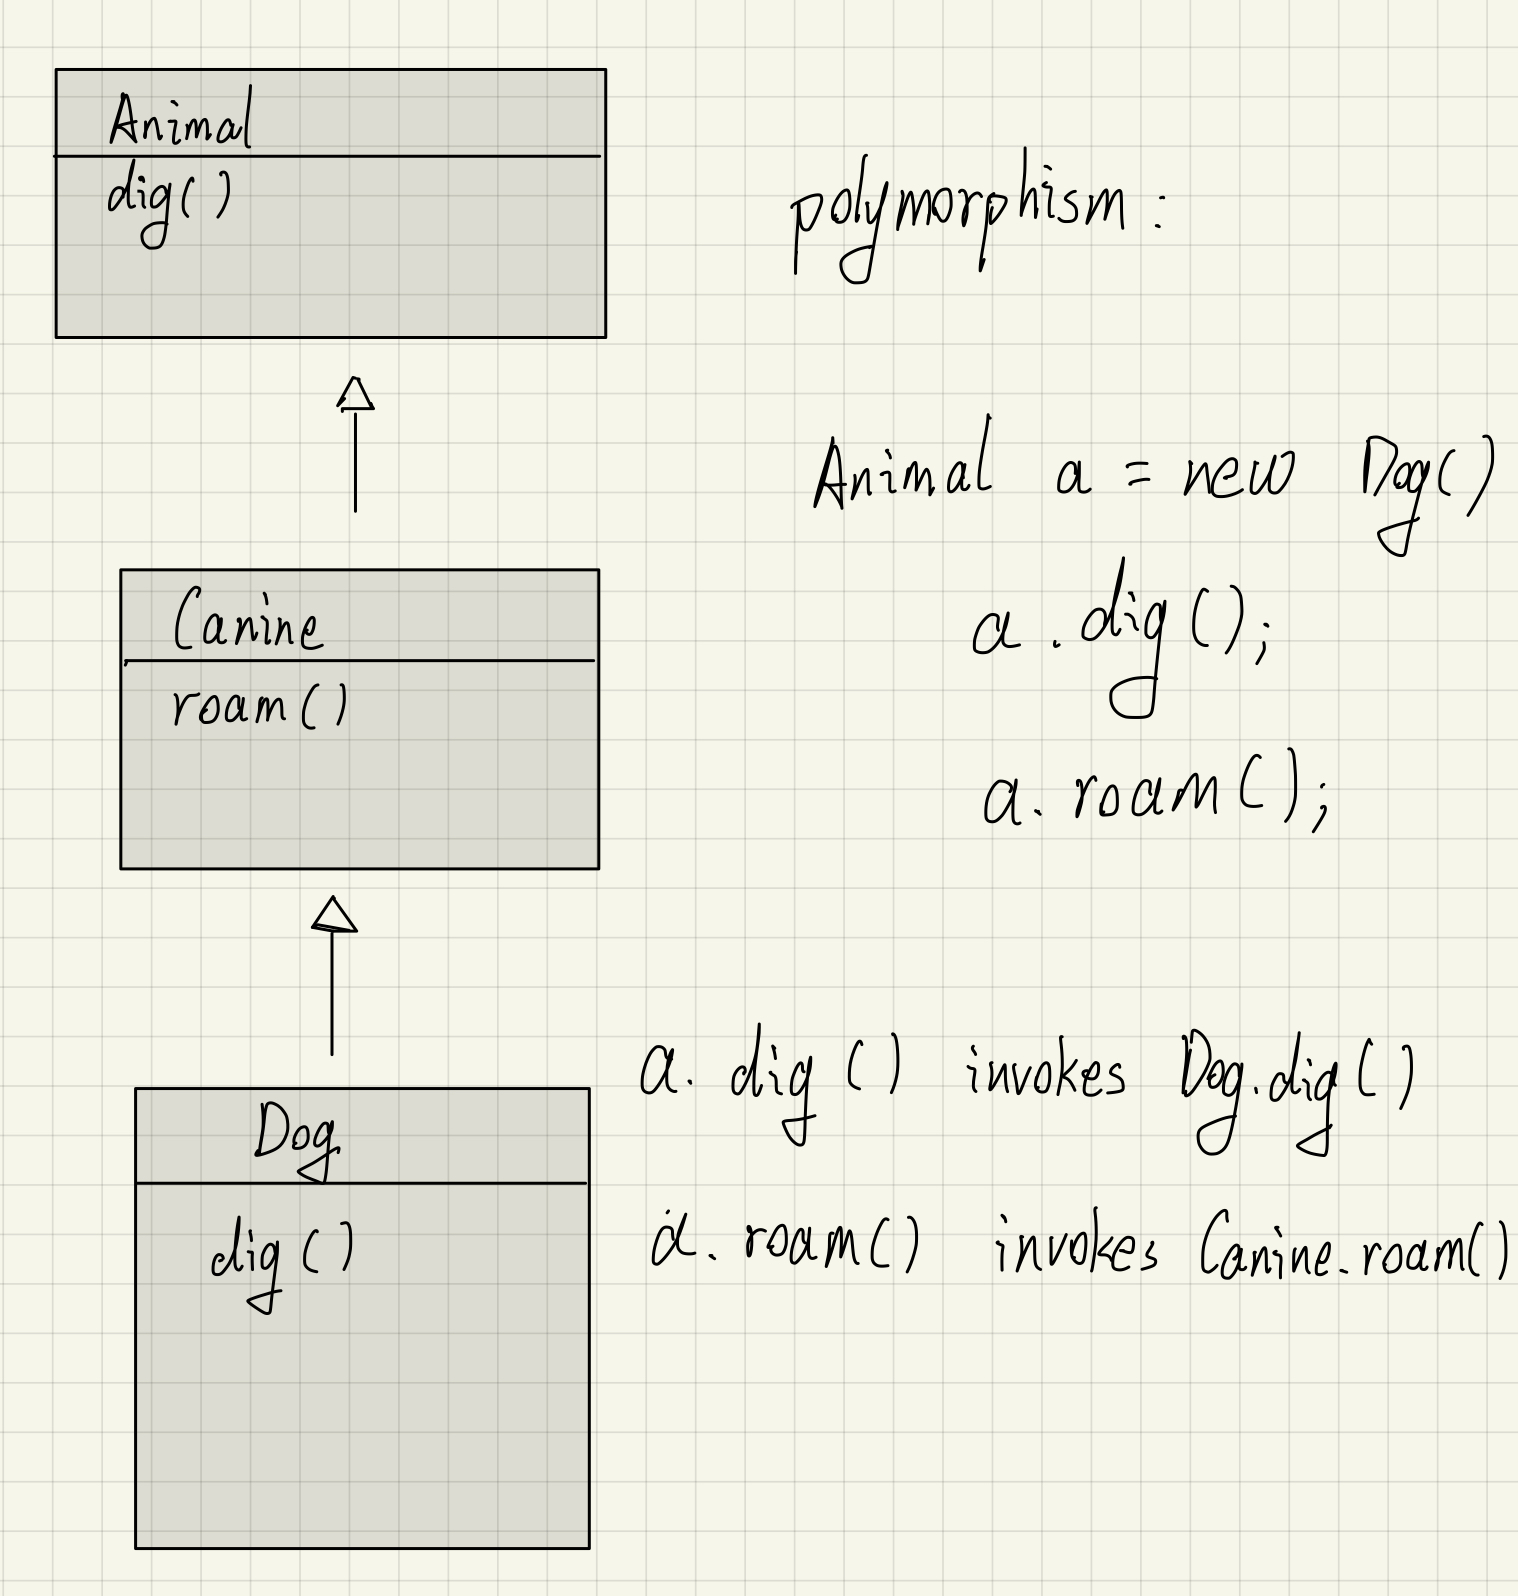 Animal
dig()
polymorphism:
Animal a = new Dog()
a.dig();
a.roam();
Canine
roam()
Dog
dig()
a.dig() invokes Dog.dig()
a.roam() invokes Canine.roam()